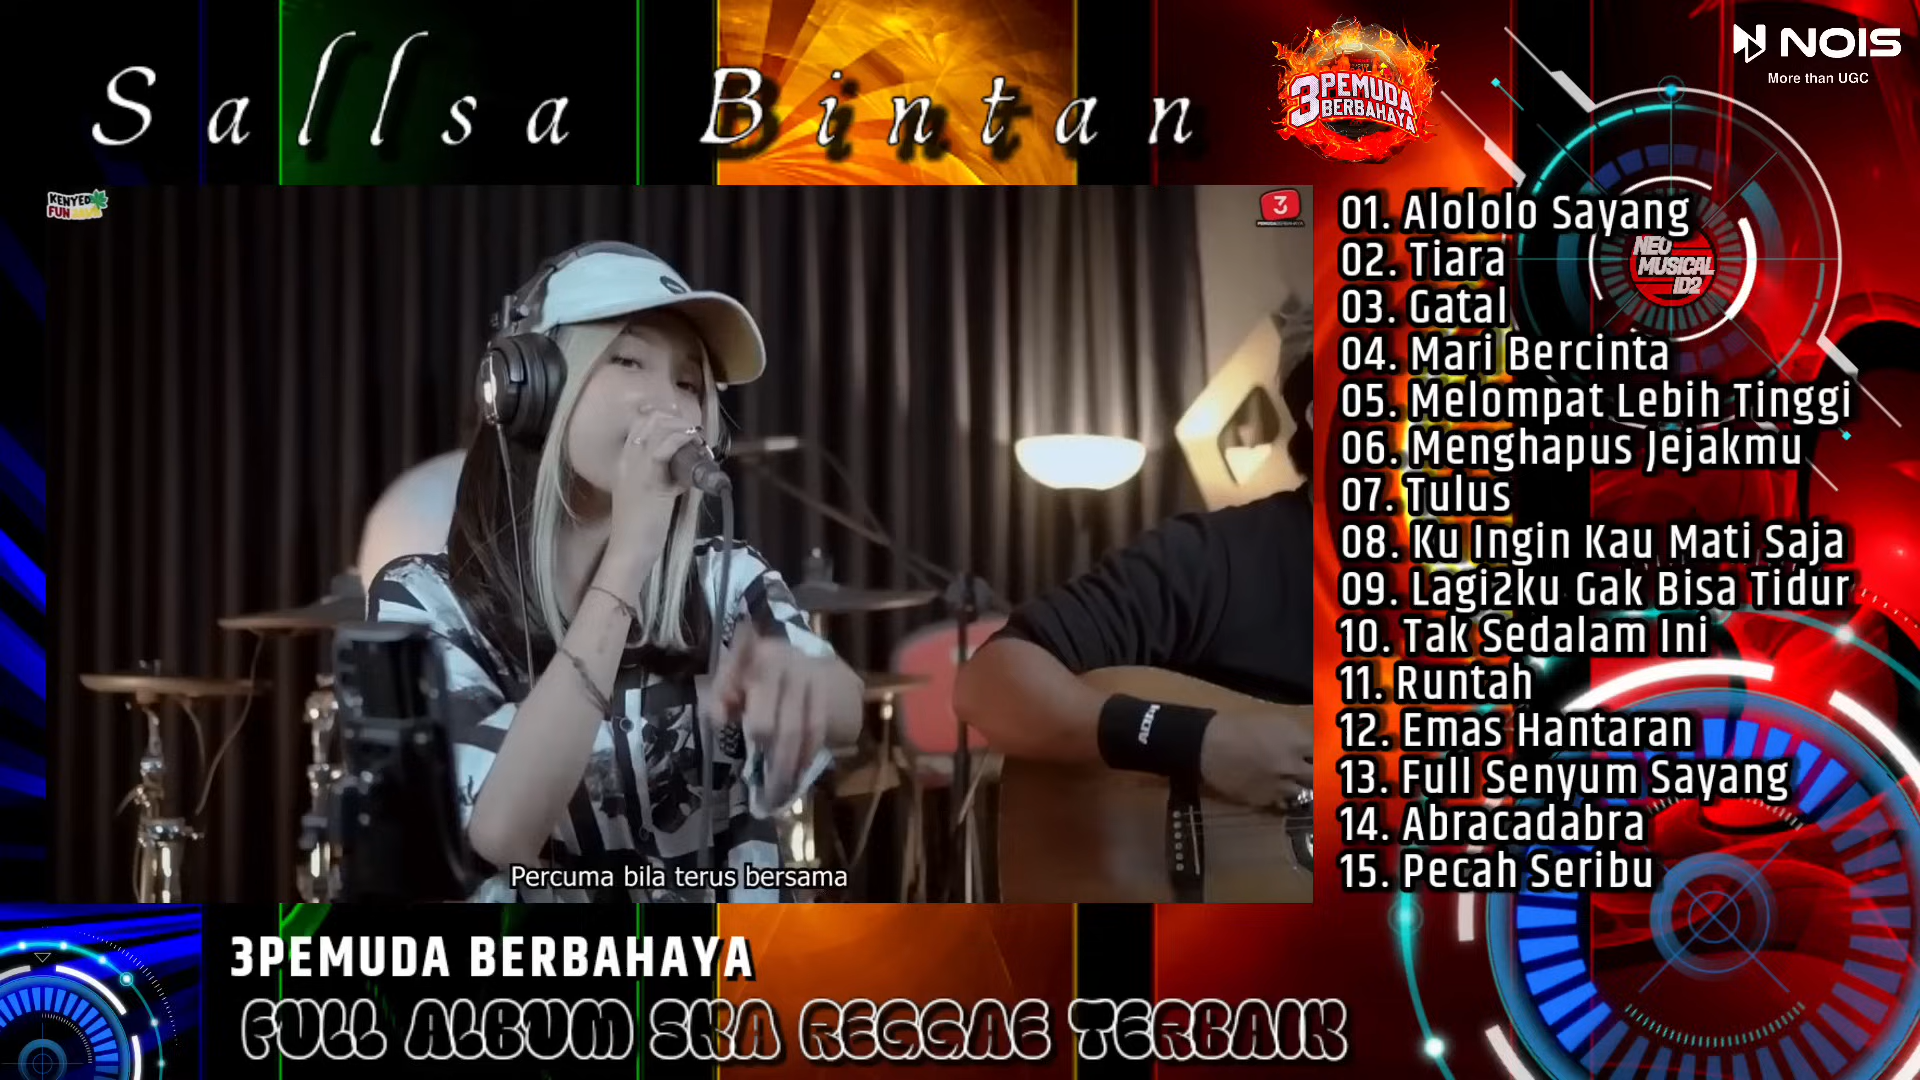 Sallsa Bintan
3PEMUDA
BERBAHAYA
NOIS
More than UGC
KENYED
FUN
3
01. Alololo Sayang
02. Tiara
03. Gatal
04. Mari Bercinta
05. Melompat Lebih Tinggi
06. Menghapus Jejakmu
07. Tulus
08. Ku Ingin Kau Mati Saja
09. Lagi2ku Gak Bisa Tidur
10. Tak Sedalam Ini
11. Runtah
12. Emas Hantaran
13. Full Senyum Sayang
14. Abracadabra
15. Pecah Seribu
NEO
MUSICAL
ID2
Percuma bila terus bersama
3PEMUDA BERBAHAYA
FULL ALBUM SKA REGGAE TERBAIK